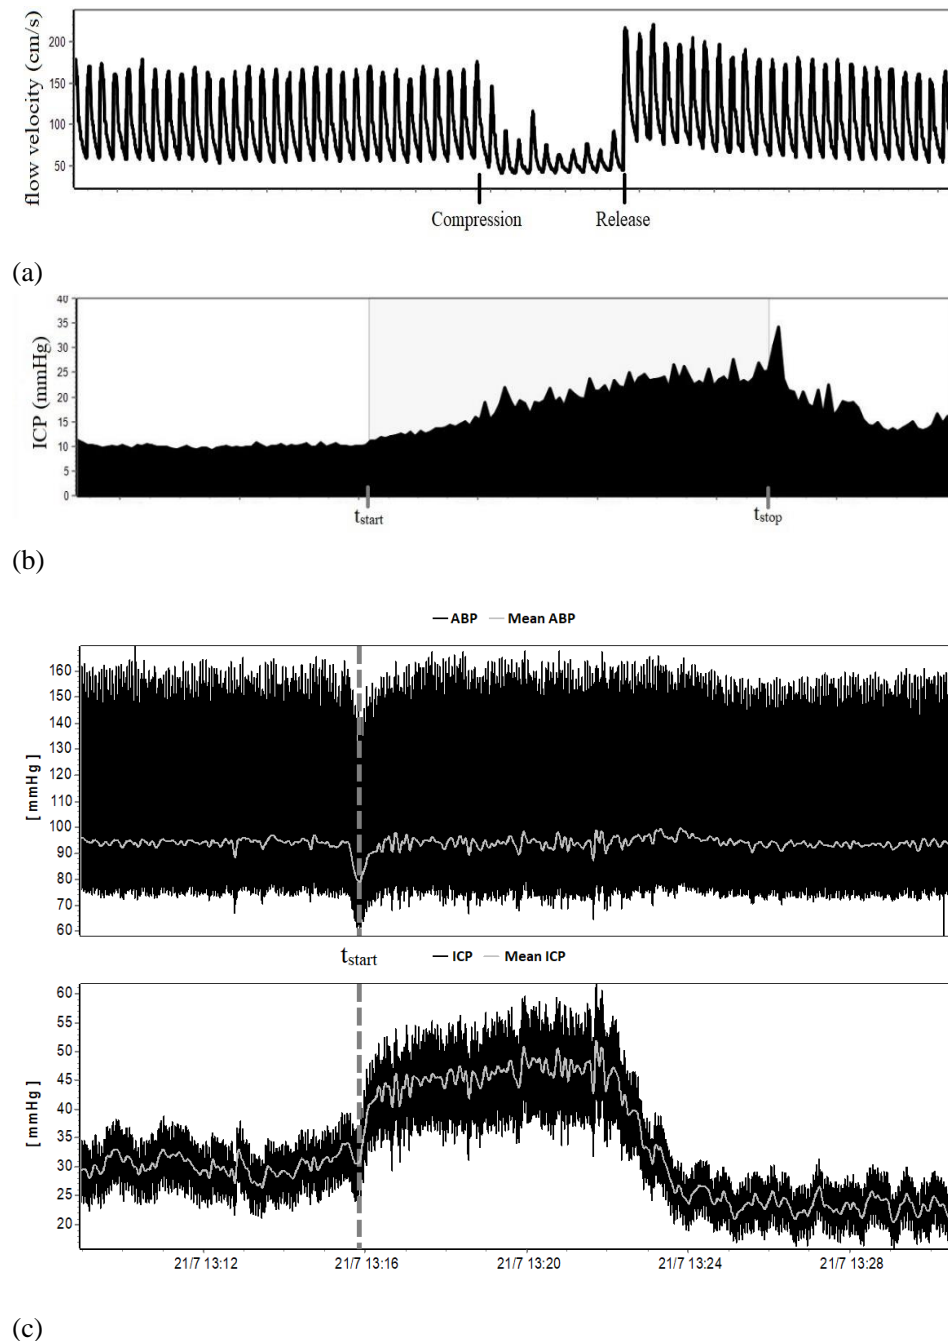 flow velocity (cm/s)
200
150
100
50
Compression
Release
(a)
ICP (mmHg)
40
35
30
25
20
15
10
5
0
tstart
tstop
(b)
ABP Mean ABP
[mmHg]
160
150
140
130
120
110
100
90
80
70
60
tstart
ICP Mean ICP
[mmHg]
60
55
50
45
40
35
30
25
20
21/7 13:12 21/7 13:16 21/7 13:20 21/7 13:24 21/7 13:28
(c)